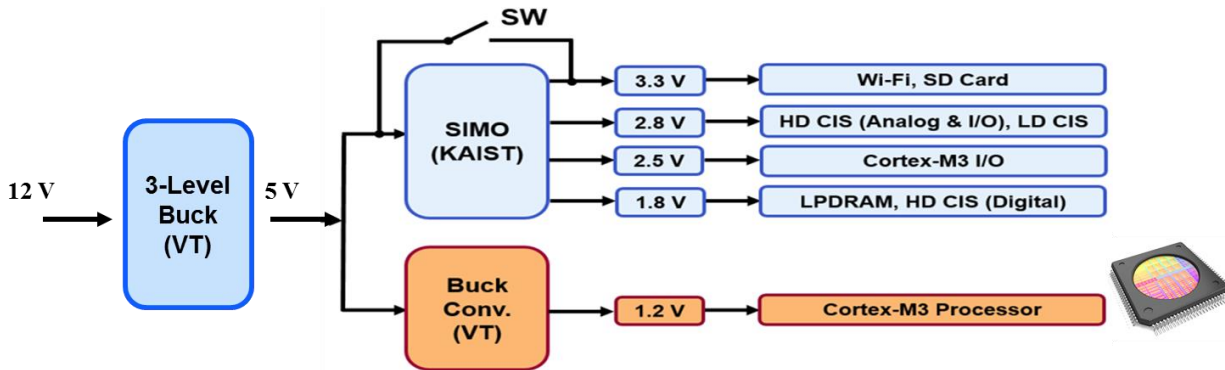 SW
12 V
3-Level
Buck
(VT)
5 V
SIMO
(KAIST)
3.3 V
Wi-Fi, SD Card
2.8 V
HD CIS (Analog & I/O), LD CIS
2.5 V
Cortex-M3 I/O
1.8 V
LPDRAM, HD CIS (Digital)
Buck
Conv.
(VT)
1.2 V
Cortex-M3 Processor